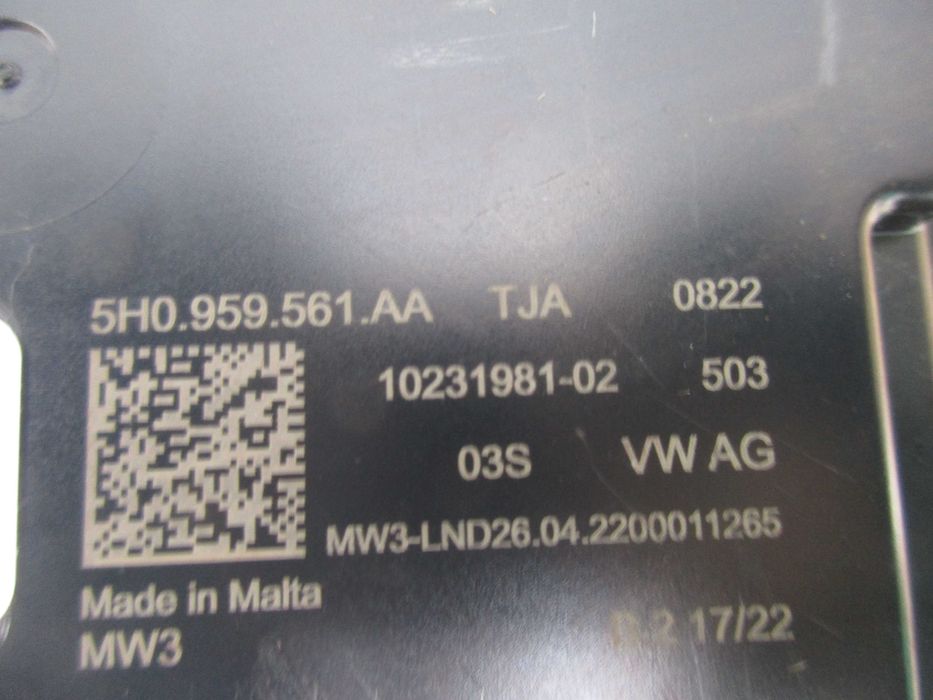 5H0.959.561.AA TJA 0822
10231981-02 503
03S VW AG
MW3-LND26.04.2200011265
Made in Malta
MW3 2 17/22